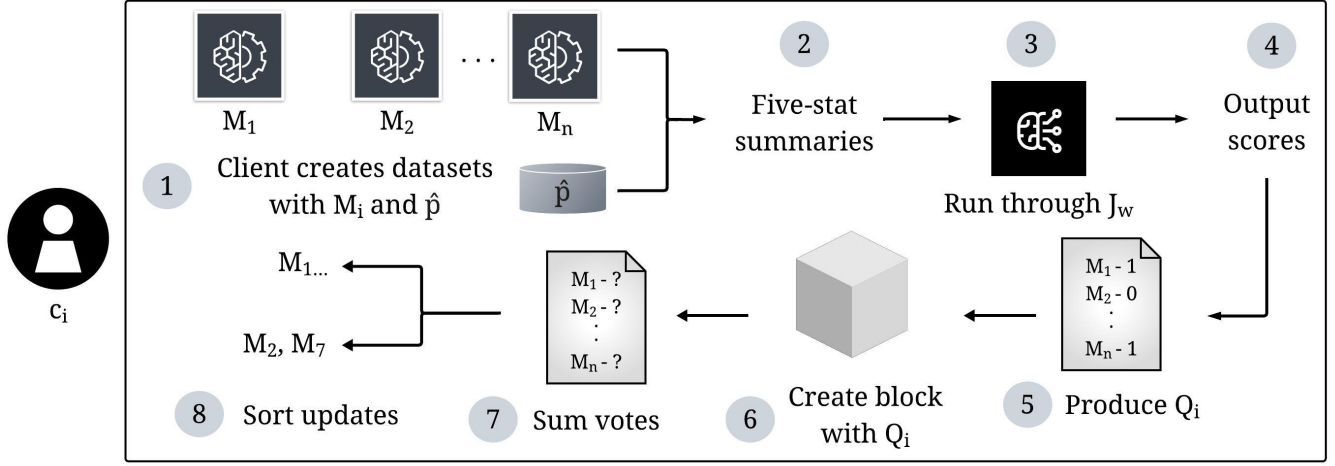 M₁
M₂
. . .
Mₙ
1
Client creates datasets
with Mᵢ and p̂
p̂
2
Five-stat
summaries
3
Run through J_w
4
Output
scores
cᵢ
M₁ - 1
M₂ - 0
.
.
Mₙ - 1
5
Produce Qᵢ
6
Create block
with Qᵢ
M₁ - ?
M₂ - ?
.
.
Mₙ - ?
7
Sum votes
M₁...
M₂, M₇
8
Sort updates